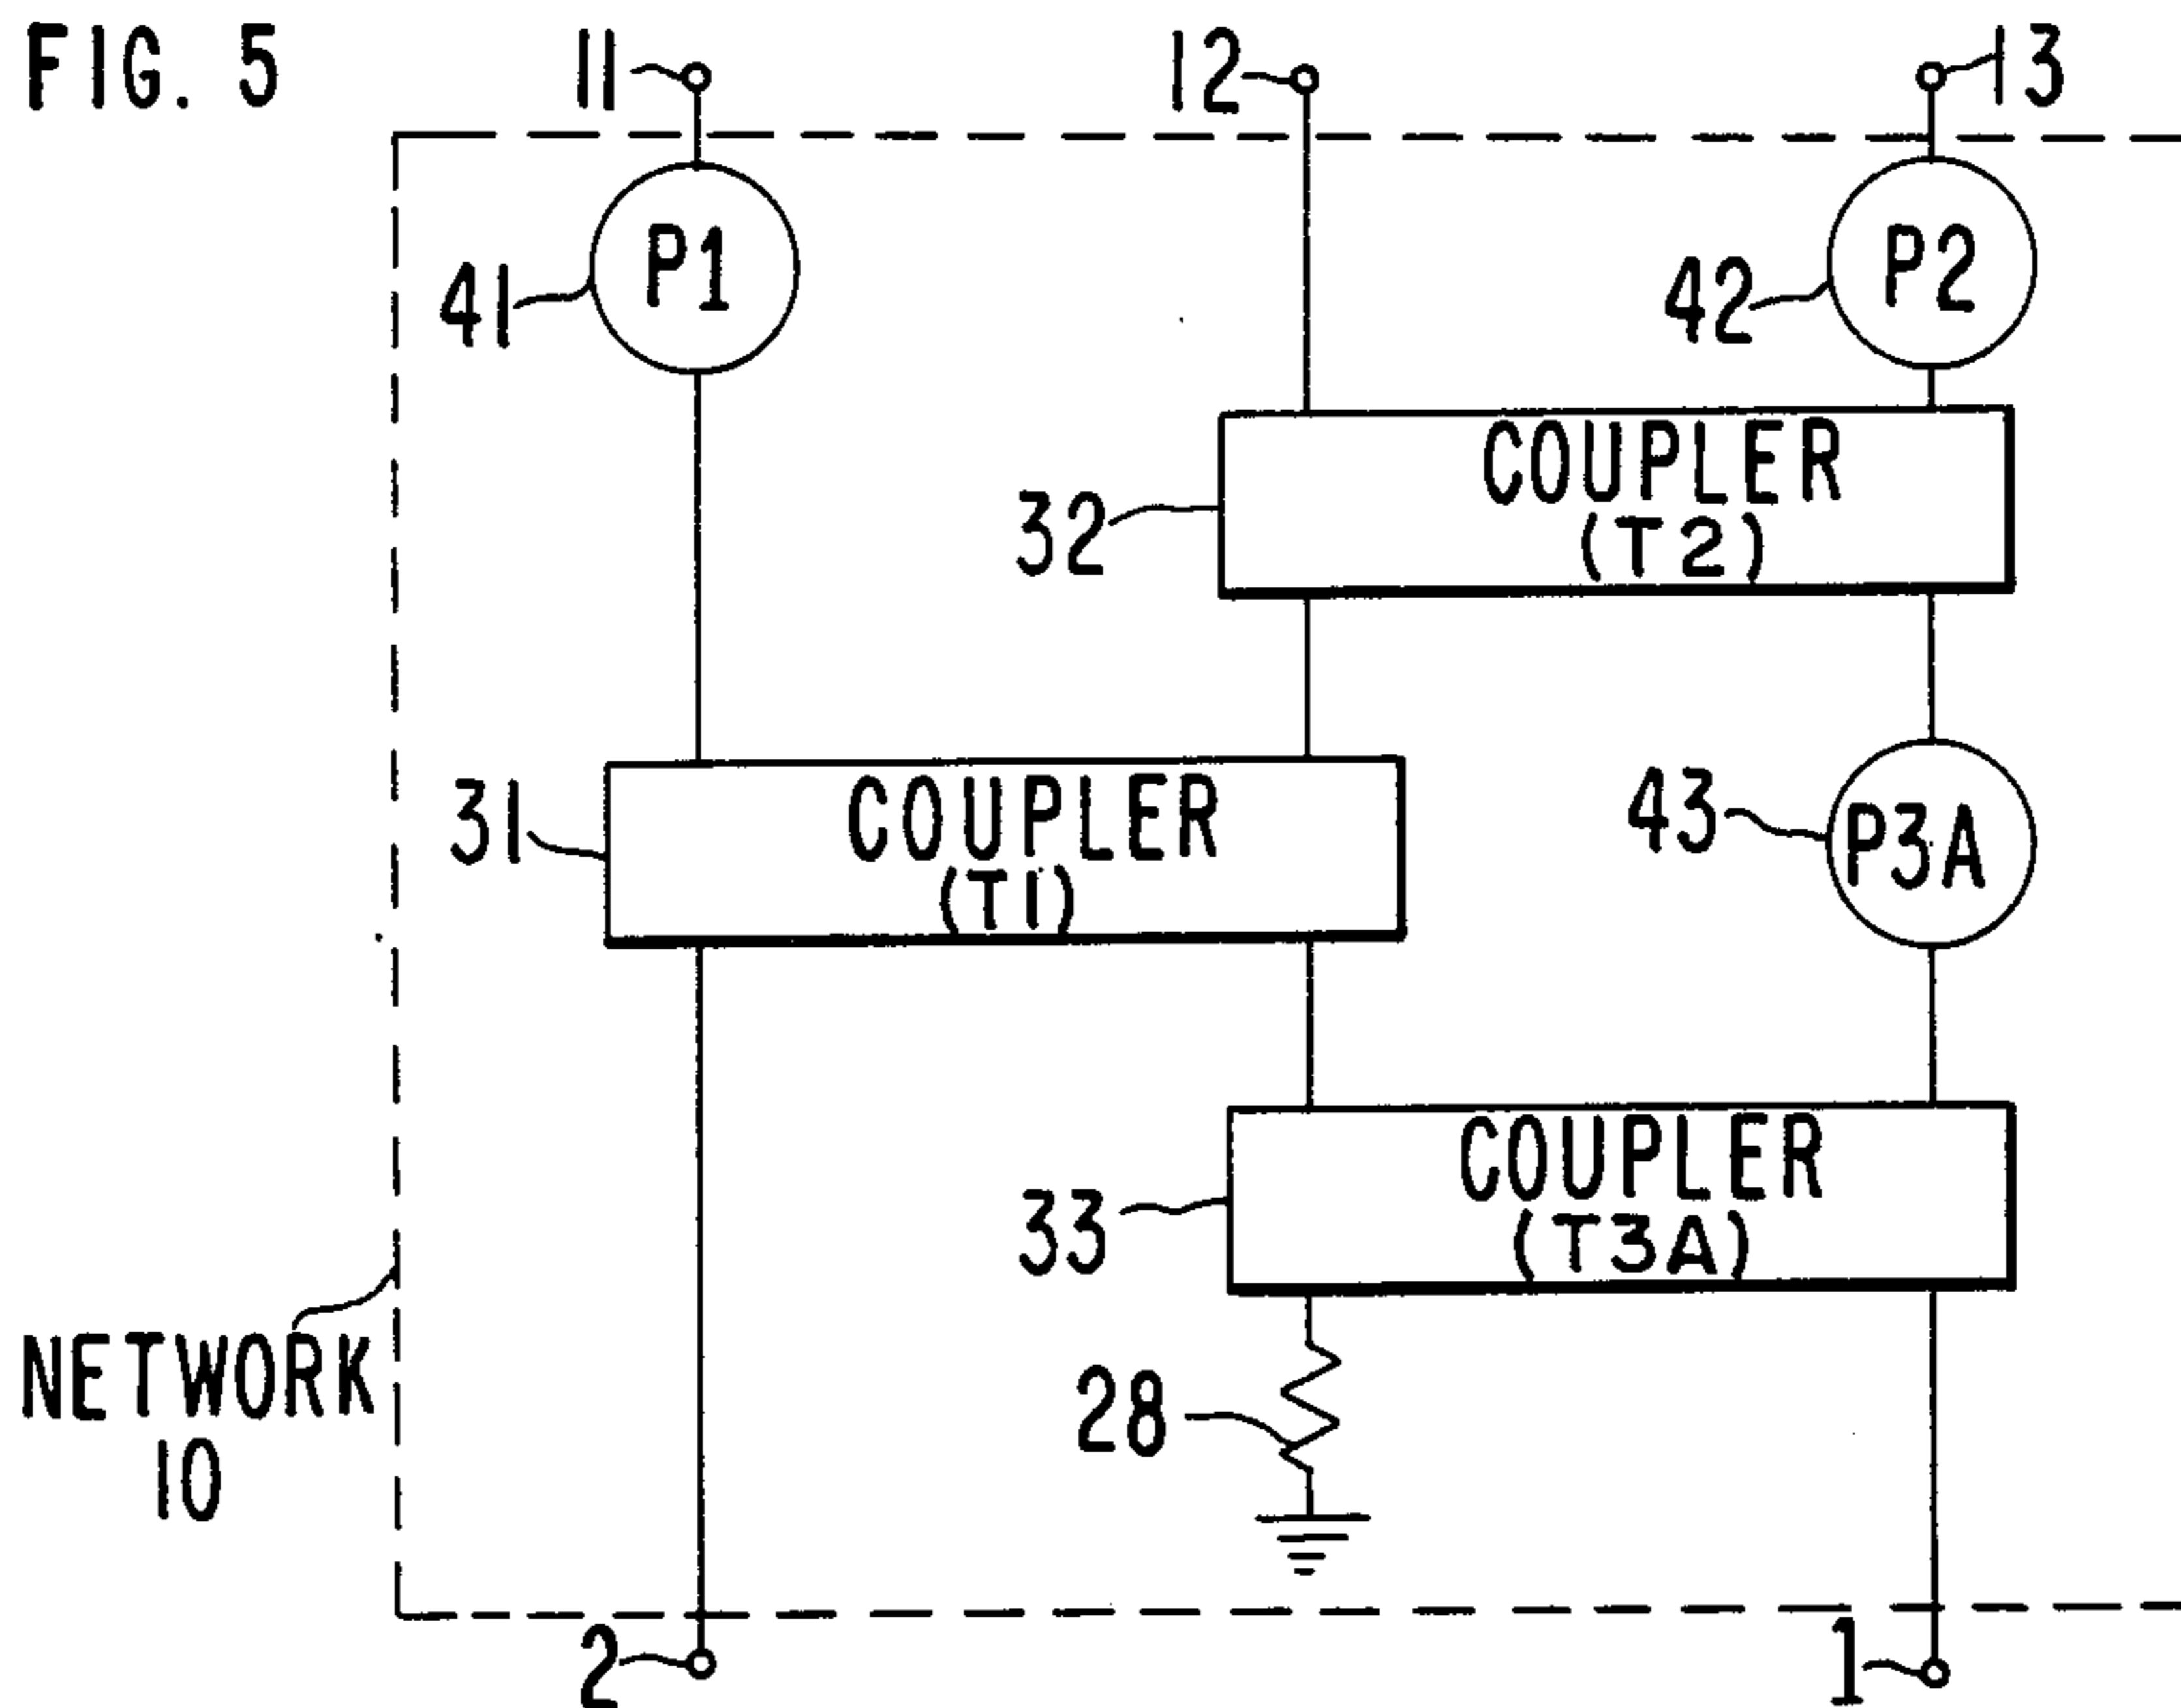 FIG. 5
11
12
13
P1
P2
41
42
COUPLER
(T2)
32
31
COUPLER
(T1)
43
P3A
COUPLER
(T3A)
33
NETWORK
10
28
2
1